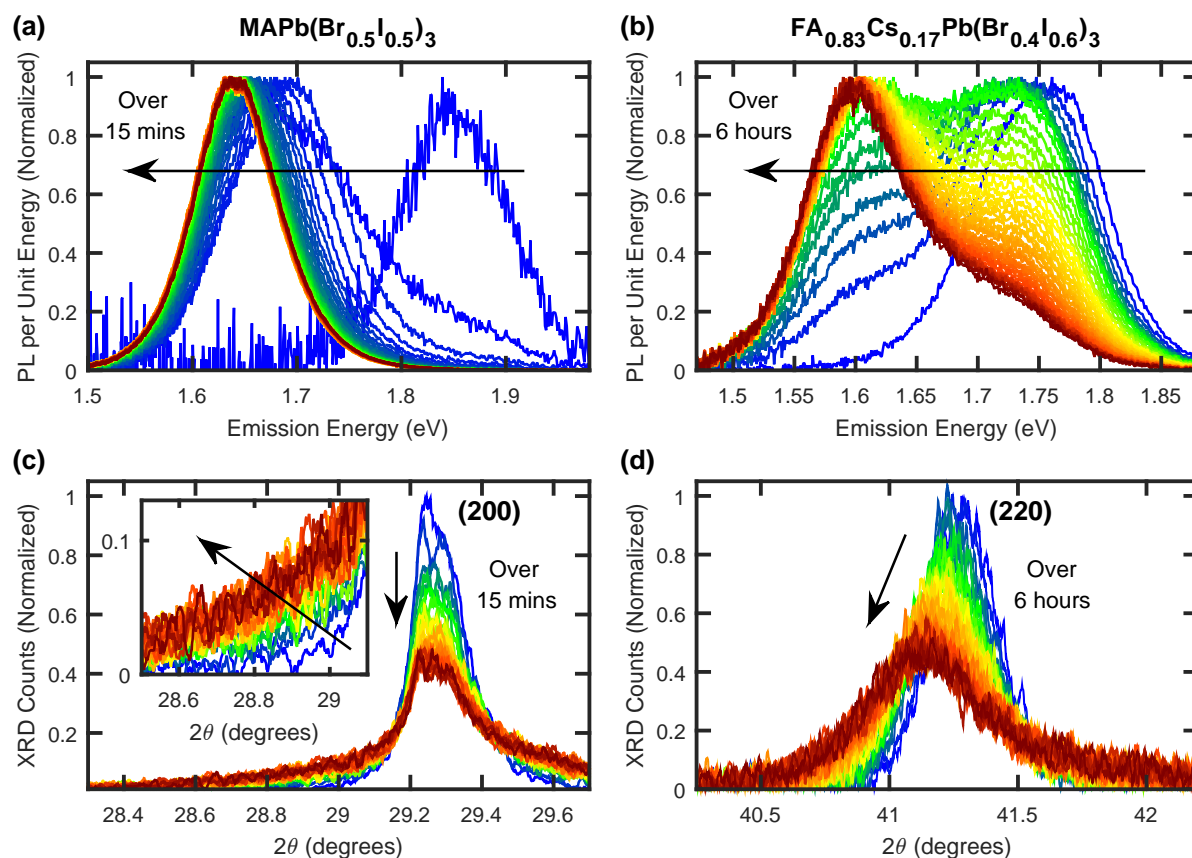 (a)
MAPb(Br0.5I0.5)3
PL per Unit Energy (Normalized)
1
0.8
0.6
0.4
0.2
0
Over
15 mins
1.5
1.6
1.7
1.8
1.9
Emission Energy (eV)
(b)
FA0.83Cs0.17Pb(Br0.4I0.6)3
PL per Unit Energy (Normalized)
1
0.8
0.6
0.4
0.2
0
Over
6 hours
1.5
1.55
1.6
1.65
1.7
1.75
1.8
1.85
Emission Energy (eV)
(c)
XRD Counts (Normalized)
1
0.8
0.6
0.4
0.2
(200)
Over
15 mins
0.1
0
28.6
28.8
29
2θ (degrees)
28.4
28.6
28.8
29
29.2
29.4
29.6
2θ (degrees)
(d)
XRD Counts (Normalized)
1
0.8
0.6
0.4
0.2
0
(220)
Over
6 hours
40.5
41
41.5
42
2θ (degrees)